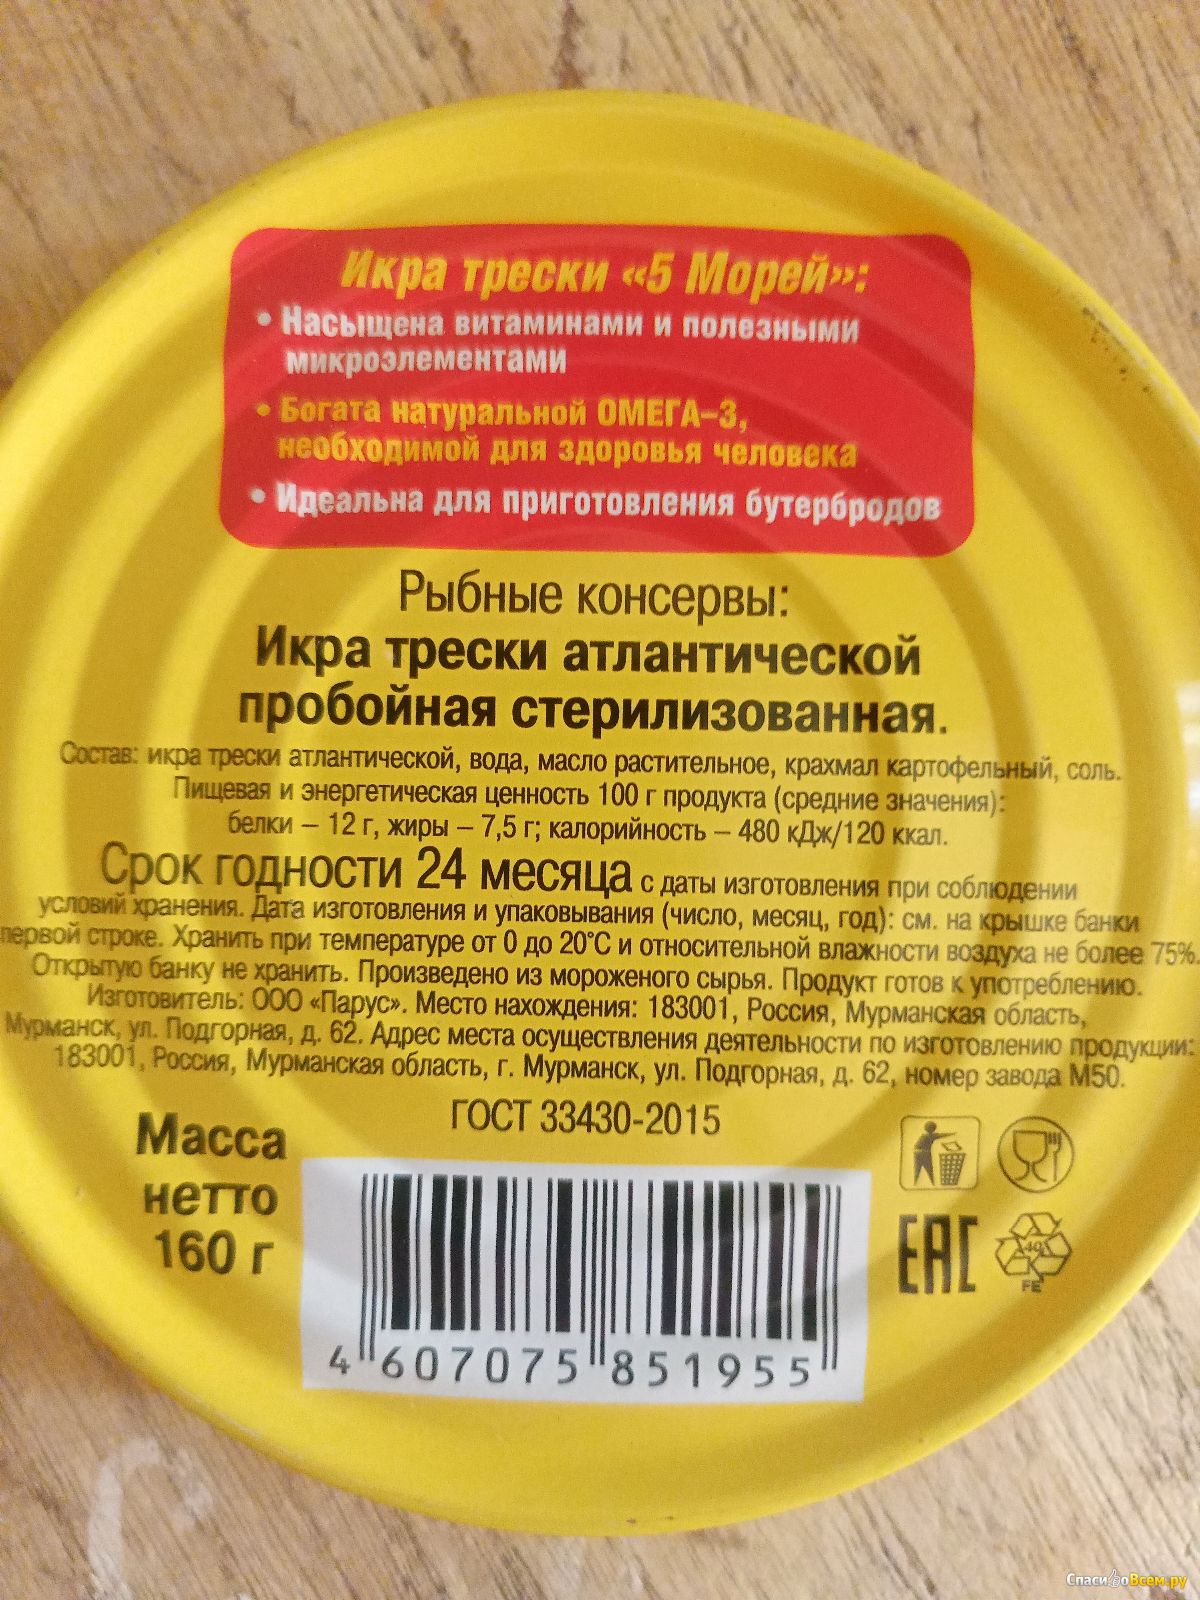 Икра трески «5 Морей»:
• Насыщена витаминами и полезными
микроэлементами
• Богата натуральной ОМЕГА–3,
необходимой для здоровья человека
• Идеальна для приготовления бутербродов
Рыбные консервы:
Икра трески атлантической
пробойная стерилизованная.
Состав: икра трески атлантической, вода, масло растительное, крахмал картофельный, соль.
Пищевая и энергетическая ценность 100 г продукта (средние значения):
белки – 12 г, жиры – 7,5 г; калорийность – 480 кДж/120 ккал.
Срок годности 24 месяца с даты изготовления при соблюдении
условий хранения. Дата изготовления и упаковывания (число, месяц, год): см. на крышке банки
первой строке. Хранить при температуре от 0 до 20°С и относительной влажности воздуха не более 75%.
Открытую банку не хранить. Произведено из мороженого сырья. Продукт готов к употреблению.
Изготовитель: ООО «Парус». Место нахождения: 183001, Россия, Мурманская область,
Мурманск, ул. Подгорная, д. 62. Адрес места осуществления деятельности по изготовлению продукции:
183001, Россия, Мурманская область, г. Мурманск, ул. Подгорная, д. 62, номер завода М50.
ГОСТ 33430-2015
Масса
нетто
160 г
EAC
40
FE
4 607075 851955
СпасибоВсем.ру